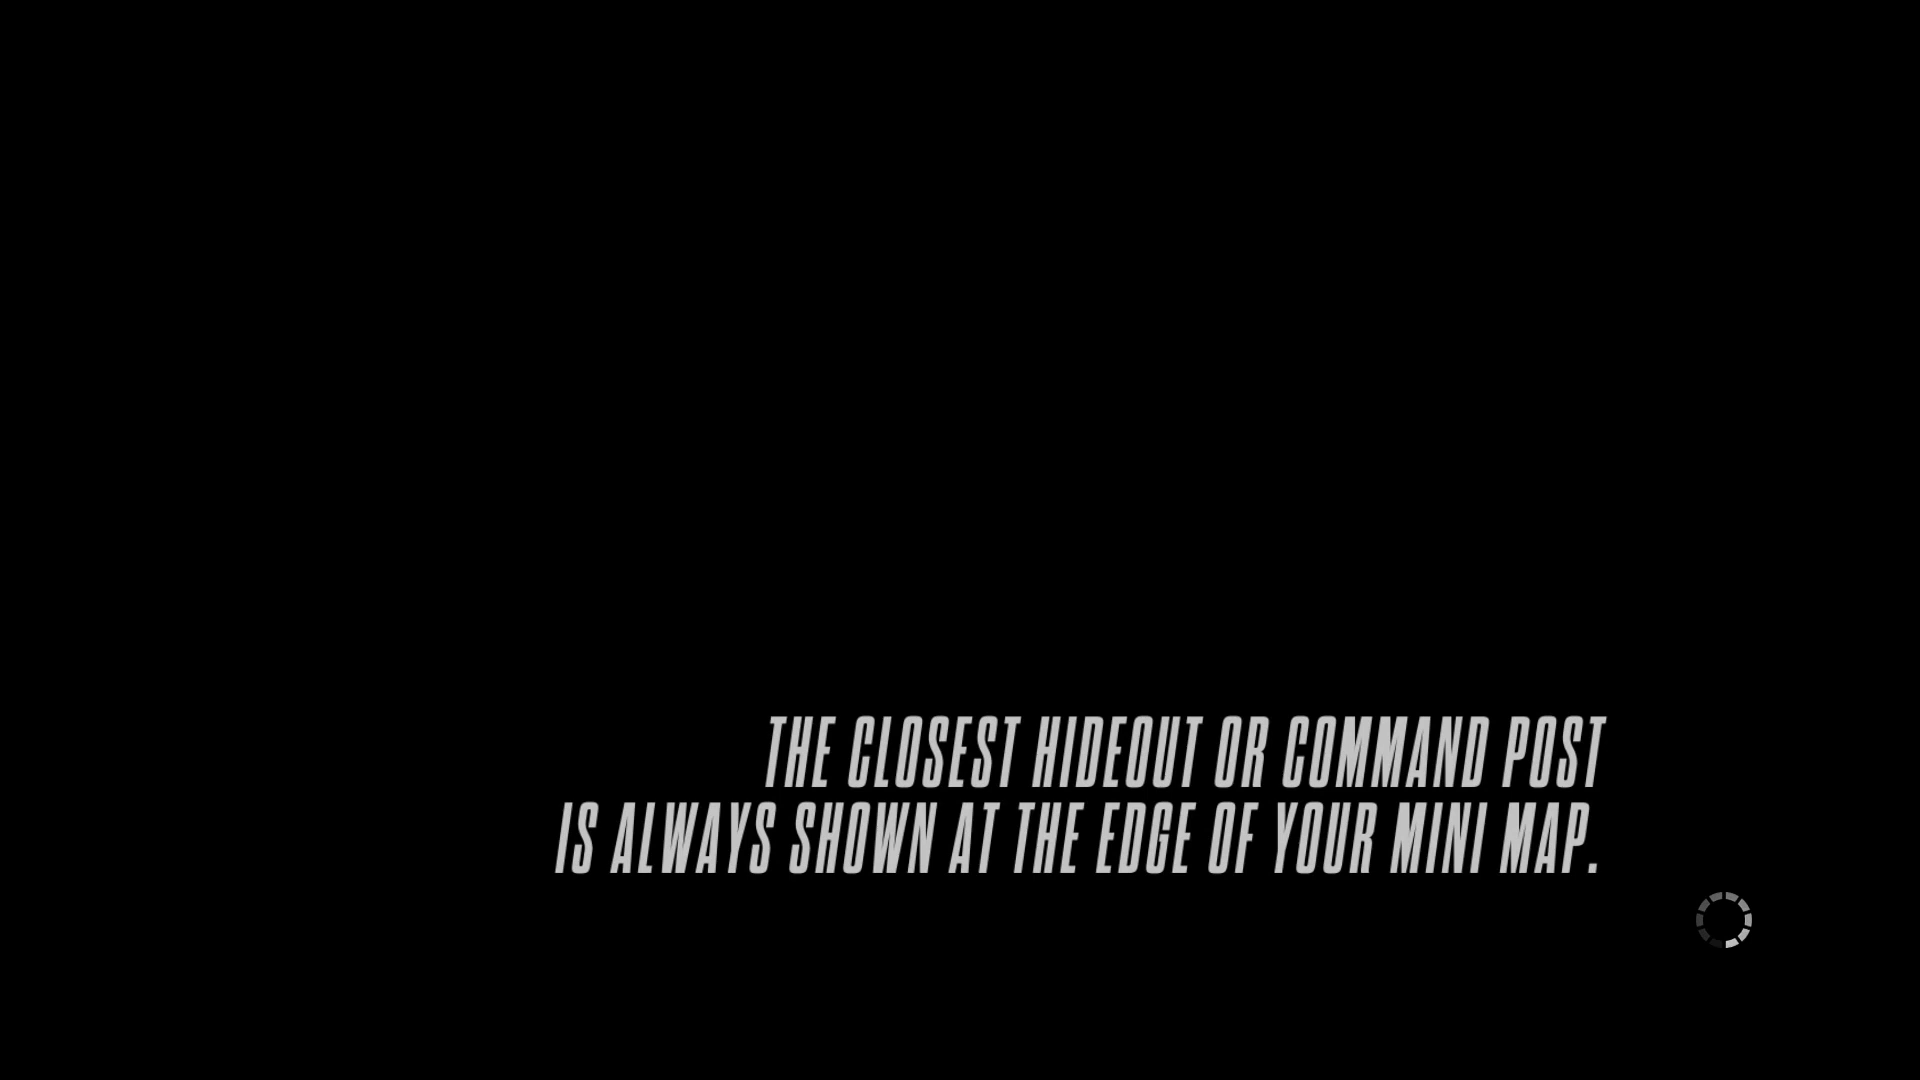 THE CLOSEST HIDEOUT OR COMMAND POST
IS ALWAYS SHOWN AT THE EDGE OF YOUR MINI MAP.